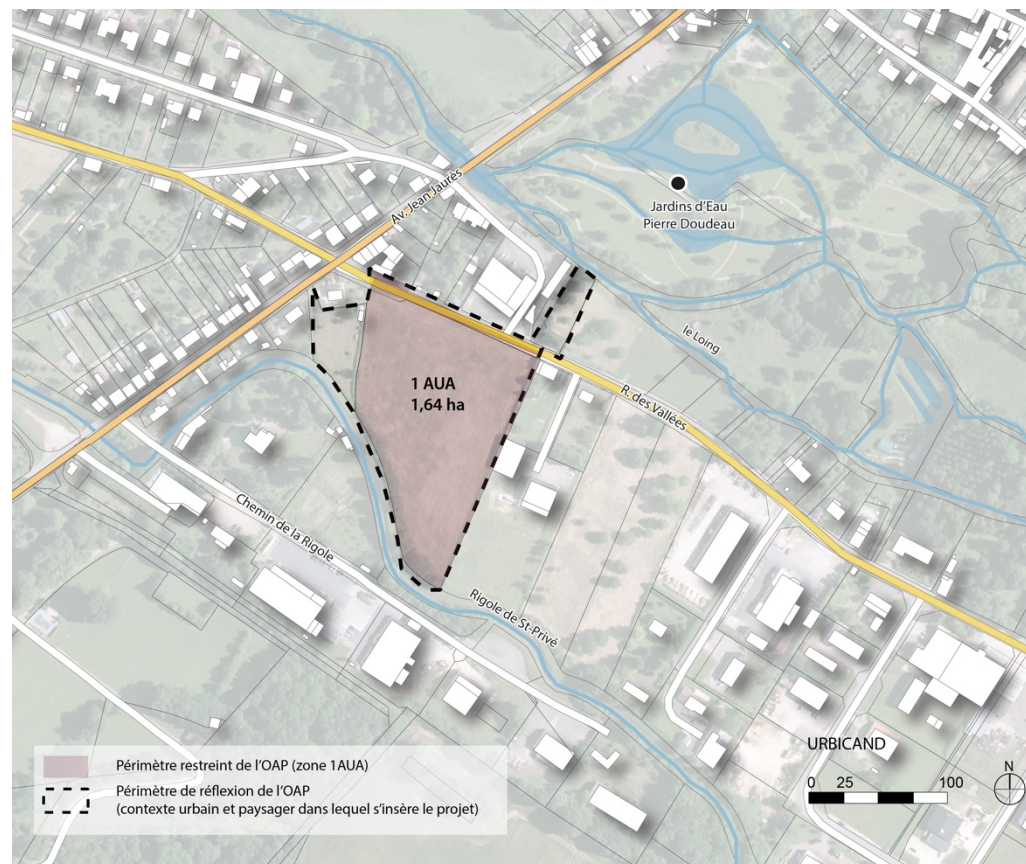 Av. Jean Jaurès
Jardins d'Eau
Pierre Doudeau
le Loing
1 AUA
1,64 ha
R. des Vallées
Chemin de la Rigole
Rigole de St-Privé
URBICAND
N
0 25 100
Périmètre restreint de l'OAP (zone 1AUA)
Périmètre de réflexion de l'OAP
(contexte urbain et paysager dans lequel s'insère le projet)